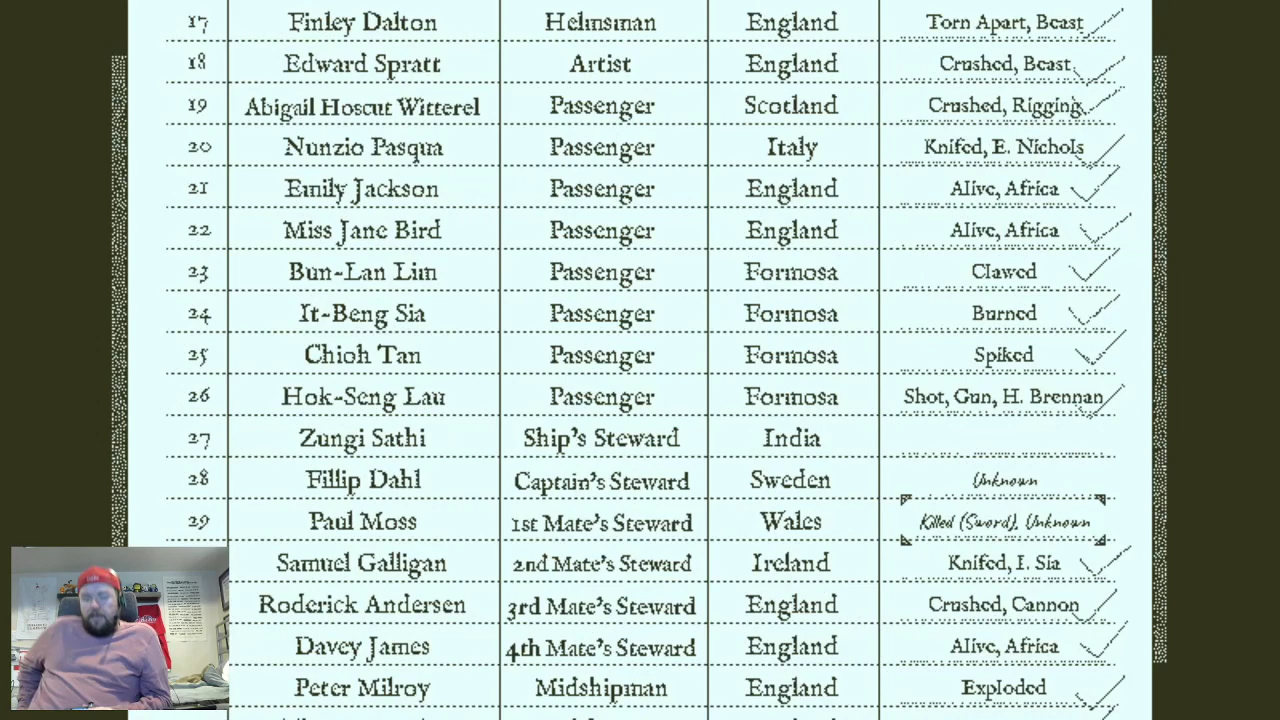 17 Finley Dalton Helmsman England Torn Apart, Beast
18 Edward Spratt Artist England Crushed, Beast
19 Abigail Hoscut Witterel Passenger Scotland Crushed, Rigging
20 Nunzio Pasqua Passenger Italy Knifed, E. Nichols
21 Emily Jackson Passenger England Alive, Africa
22 Miss Jane Bird Passenger England Alive, Africa
23 Bun-Lan Lim Passenger Formosa Clawed
24 It-Beng Sia Passenger Formosa Burned
25 Chioh Tan Passenger Formosa Spiked
26 Hok-Seng Lau Passenger Formosa Shot, Gun, H. Brennan
27 Zungi Sathi Ship's Steward India
28 Fillip Dahl Captain's Steward Sweden Unknown
29 Paul Moss 1st Mate's Steward Wales Killed (Sword), Unknown
Samuel Galligan 2nd Mate's Steward Ireland Knifed, I. Sia
Roderick Andersen 3rd Mate's Steward England Crushed, Cannon
Davey James 4th Mate's Steward England Alive, Africa
Peter Milroy Midshipman England Exploded